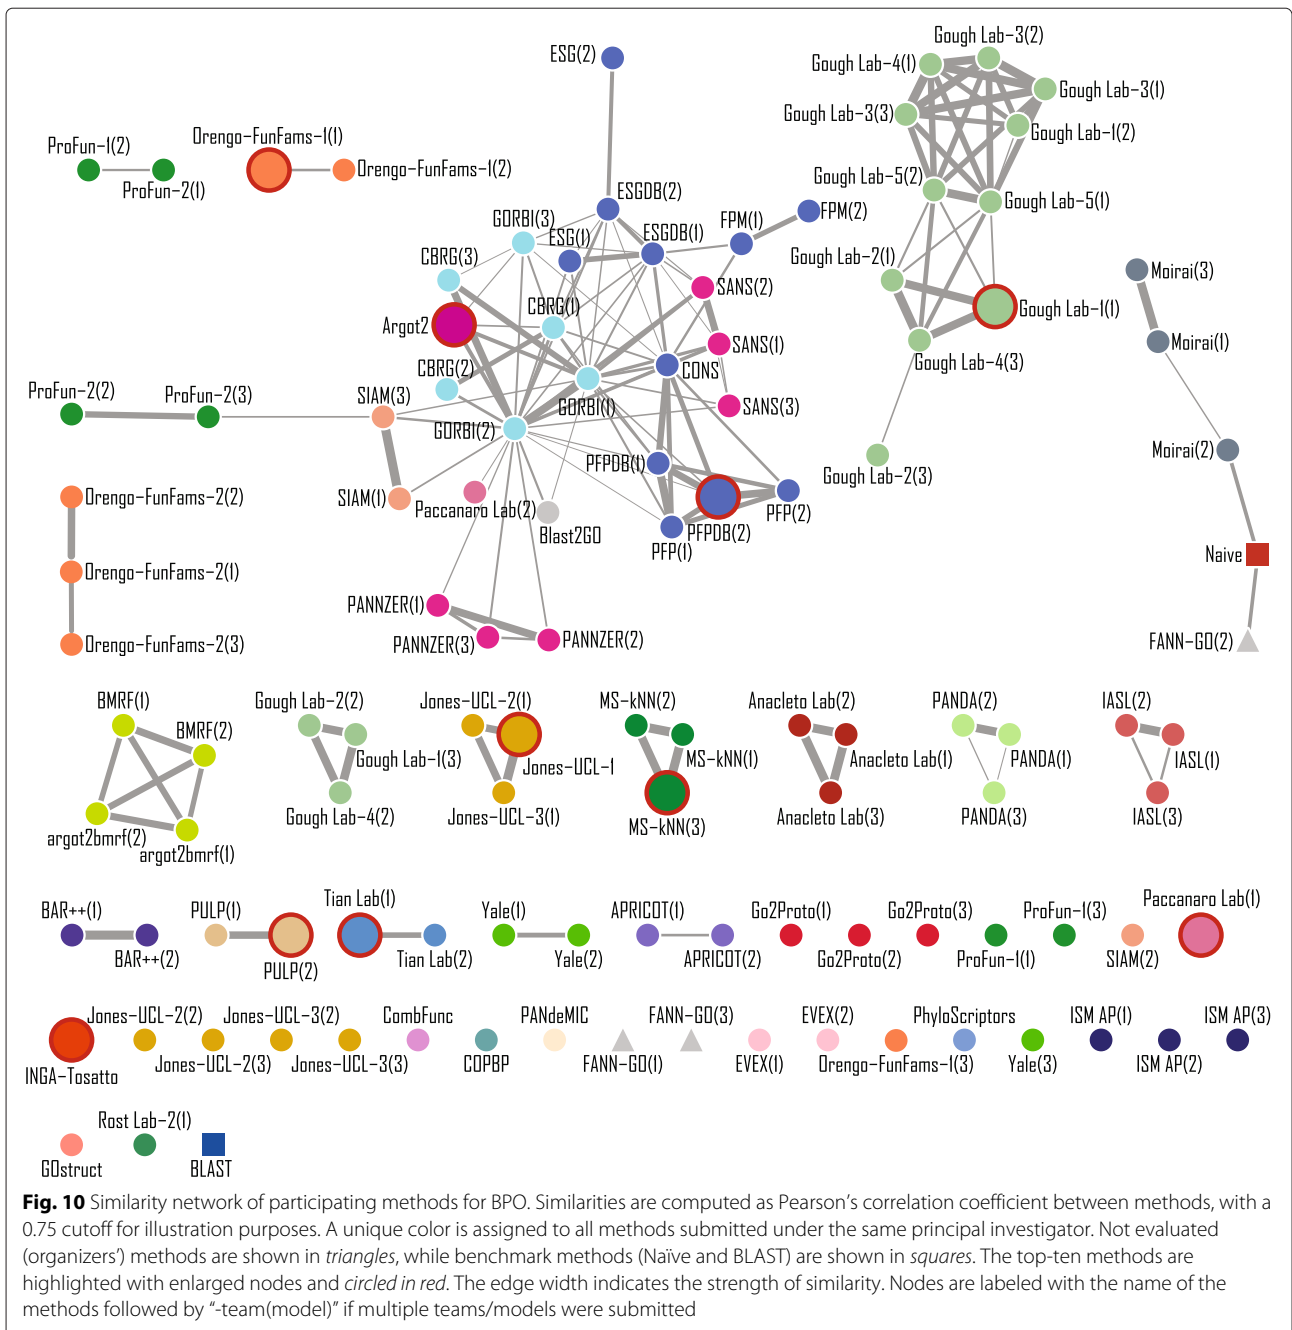 ESG(2)
Gough Lab-3(2)
Gough Lab-4(1)
Gough Lab-3(1)
Gough Lab-3(3)
Gough Lab-1(2)
ProFun-1(2)
Orengo-FunFams-1(1)
Orengo-FunFams-1(2)
ProFun-2(1)
ESGDB(2)
Gough Lab-5(2)
Gough Lab-5(1)
GORBI(3)
ESG(1)
ESGDB(1)
FPM(1)
FPM(2)
CBRG(3)
Gough Lab-2(1)
Moirai(3)
SANS(2)
CBRG(1)
Gough Lab-1(1)
Argot2
SANS(1)
Moirai(1)
CBRG(2)
CONS
Gough Lab-4(3)
ProFun-2(2)
ProFun-2(3)
SIAM(3)
GORBI(1)
SANS(3)
GORBI(2)
Moirai(2)
PFPDB(1)
Gough Lab-2(3)
Orengo-FunFams-2(2)
SIAM(1)
Paccanaro Lab(2)
Blast2GO
PFPDB(2)
PFP(2)
PFP(1)
Naive
Orengo-FunFams-2(1)
PANNZER(1)
PANNZER(3)
PANNZER(2)
FANN-GO(2)
Orengo-FunFams-2(3)
BMRF(1)
BMRF(2)
argot2bmrf(2)
argot2bmrf(1)
Gough Lab-2(2)
Gough Lab-1(3)
Gough Lab-4(2)
Jones-UCL-2(1)
Jones-UCL-1
Jones-UCL-3(1)
MS-kNN(2)
MS-kNN(1)
MS-kNN(3)
Anacleto Lab(2)
Anacleto Lab(1)
Anacleto Lab(3)
PANDA(2)
PANDA(1)
PANDA(3)
IASL(2)
IASL(1)
IASL(3)
BAR++(1)
BAR++(2)
PULP(1)
PULP(2)
Tian Lab(1)
Tian Lab(2)
Yale(1)
Yale(2)
APRICOT(1)
APRICOT(2)
Go2Proto(1)
Go2Proto(2)
Go2Proto(3)
ProFun-1(1)
ProFun-1(3)
SIAM(2)
Paccanaro Lab(1)
INGA-Tosatto
Jones-UCL-2(2)
Jones-UCL-2(3)
Jones-UCL-3(2)
Jones-UCL-3(3)
CombFunc
COPBP
PANdeMIC
FANN-GO(1)
FANN-GO(3)
EVEX(1)
EVEX(2)
Orengo-FunFams-1(3)
PhyloScriptors
Yale(3)
ISM AP(1)
ISM AP(2)
ISM AP(3)
GOstruct
Rost Lab-2(1)
BLAST
Fig. 10 Similarity network of participating methods for BPO. Similarities are computed as Pearson's correlation coefficient between methods, with a
0.75 cutoff for illustration purposes. A unique color is assigned to all methods submitted under the same principal investigator. Not evaluated
(organizers') methods are shown in triangles, while benchmark methods (Naïve and BLAST) are shown in squares. The top-ten methods are
highlighted with enlarged nodes and circled in red. The edge width indicates the strength of similarity. Nodes are labeled with the name of the
methods followed by "-team(model)" if multiple teams/models were submitted